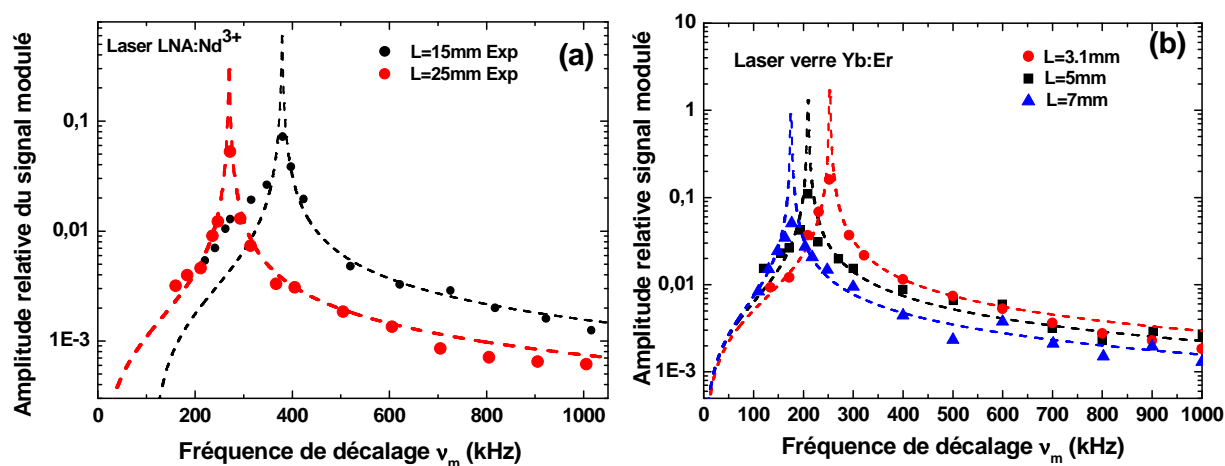 Laser LNA:Nd3+
(a)
L=15mm Exp
L=25mm Exp
Amplitude relative du signal modulé
0,1
0,01
1E-3
0 200 400 600 800 1000
Fréquence de décalage νm (kHz)
Laser verre Yb:Er
(b)
L=3.1mm
L=5mm
L=7mm
Amplitude relative signal modulé
10
1
0,1
0,01
1E-3
0 100 200 300 400 500 600 700 800 900 1000
Fréquence de décalage νm (kHz)